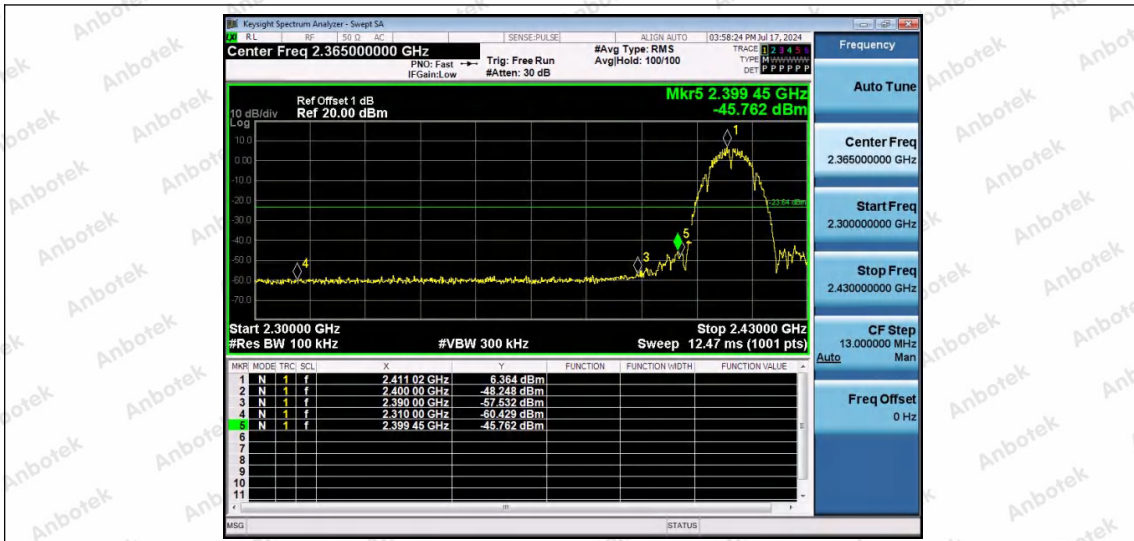 Keysight Spectrum Analyzer - Swept SA
RL RF 50 Ω AC SENSE:PULSE ALIGN AUTO 03:58:24 PM Jul 17, 2024
Center Freq 2.365000000 GHz #Avg Type: RMS TRACE 1 2 3 4 5 6
PNO: Fast Trig: Free Run Avg|Hold: 100/100 TYPE M WWWWW
IFGain:Low #Atten: 30 dB DET P P P P P P
Mkr5 2.399 45 GHz
-45.762 dBm
Ref Offset 1 dB
10 dB/div Ref 20.00 dBm
Log
10.0
0.00
-10.0
-20.0
-30.0
-40.0
-50.0
-60.0
-70.0
1
-23.64 dBm
5
3
4
Start 2.30000 GHz Stop 2.43000 GHz
#Res BW 100 kHz #VBW 300 kHz Sweep 12.47 ms (1001 pts)
MKR MODE TRC SCL X Y FUNCTION FUNCTION WIDTH FUNCTION VALUE
1 N 1 f 2.411 02 GHz 6.364 dBm
2 N 1 f 2.400 00 GHz -48.248 dBm
3 N 1 f 2.390 00 GHz -57.532 dBm
4 N 1 f 2.310 00 GHz -60.429 dBm
5 N 1 f 2.399 45 GHz -45.762 dBm
6
7
8
9
10
11
MSG STATUS
Frequency
Auto Tune
Center Freq
2.365000000 GHz
Start Freq
2.300000000 GHz
Stop Freq
2.430000000 GHz
CF Step
13.000000 MHz
Auto Man
Freq Offset
0 Hz
Anbotek